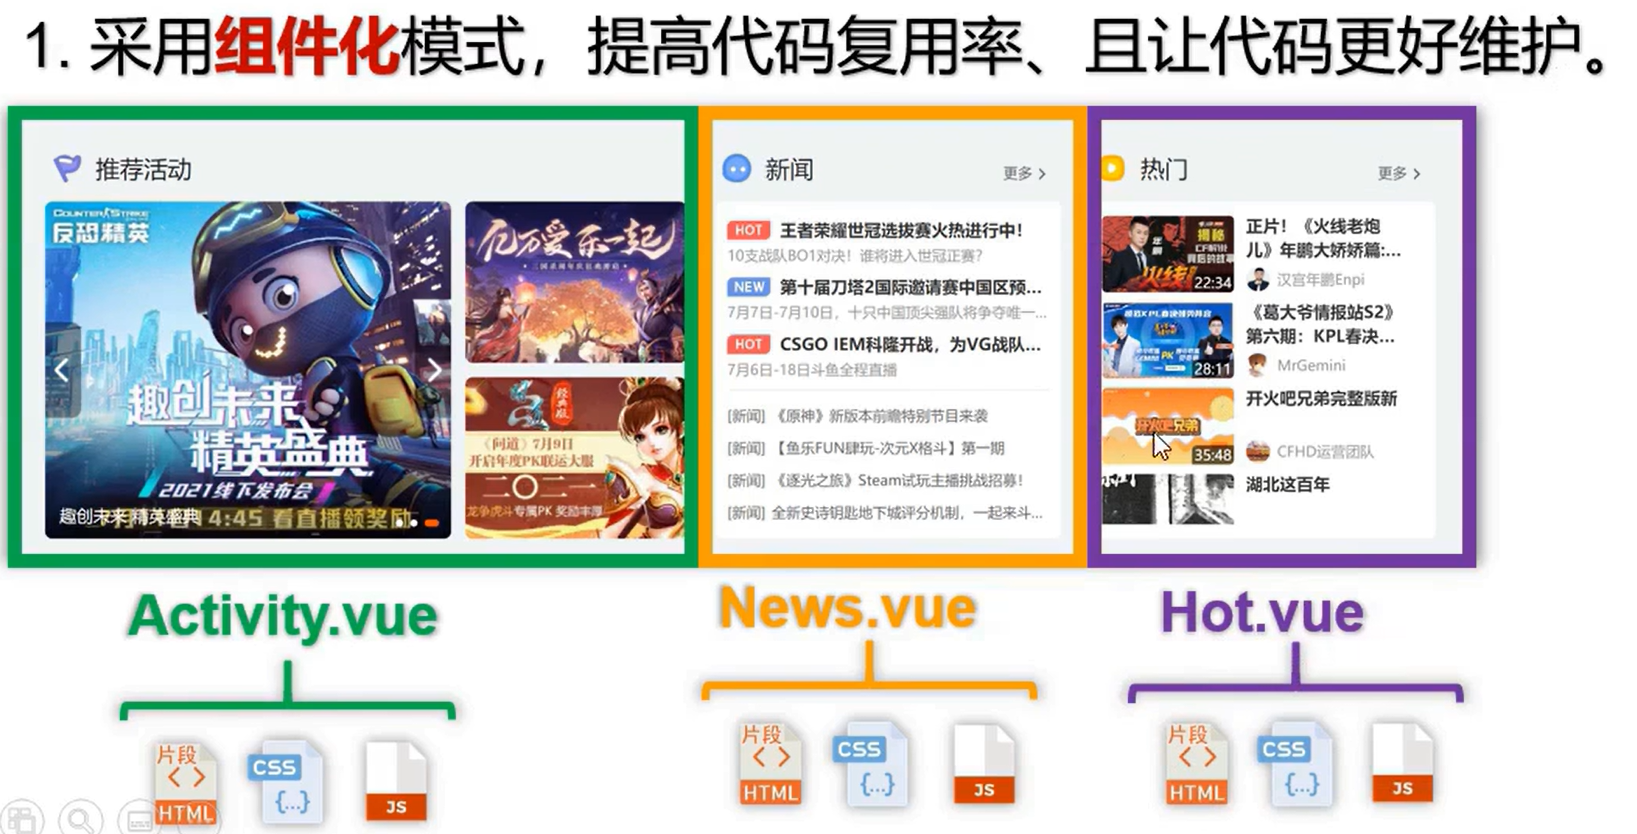 1. 采用组件化模式，提高代码复用率、且让代码更好维护。
推荐活动
COUNTER STRIKE
反恐精英
趣创未来
精英盛典
2021线下发布会
趣创未来 精英盛典
4:45 看直播领奖励
亿万爱乐一起
经典版
《问道》7月9日
开启年度PK联运大服
二〇二一
龙争虎斗专属PK 奖励丰厚
新闻
更多 >
HOT 王者荣耀世冠选拔赛火热进行中！
10支战队BO1对决！谁将进入世冠正赛？
NEW 第十届刀塔2国际邀请赛中国区预...
7月7日-7月10日，十只中国顶尖强队将争夺唯一...
HOT CSGO IEM科隆开战，为VG战队...
7月6日-18日斗鱼全程直播
[新闻] 《原神》新版本前瞻特别节目来袭
[新闻] 【鱼乐FUN肆玩-次元X格斗】第一期
[新闻] 《逐光之旅》Steam试玩主播挑战招募！
[新闻] 全新史诗钥匙地下城评分机制，一起来斗...
热门
更多 >
年鹏
揭秘
火线
22:34
正片！《火线老炮
儿》年鹏大娇娇篇:...
汉宫年鹏Enpi
PK
28:11
《葛大爷情报站S2》
第六期：KPL春决...
MrGemini
开火吧兄弟
35:48
开火吧兄弟完整版新
CFHD运营团队
湖北这百年
Activity.vue
News.vue
Hot.vue
片段
HTML
CSS
{...}
JS
片段
HTML
CSS
{...}
JS
片段
HTML
CSS
{...}
JS